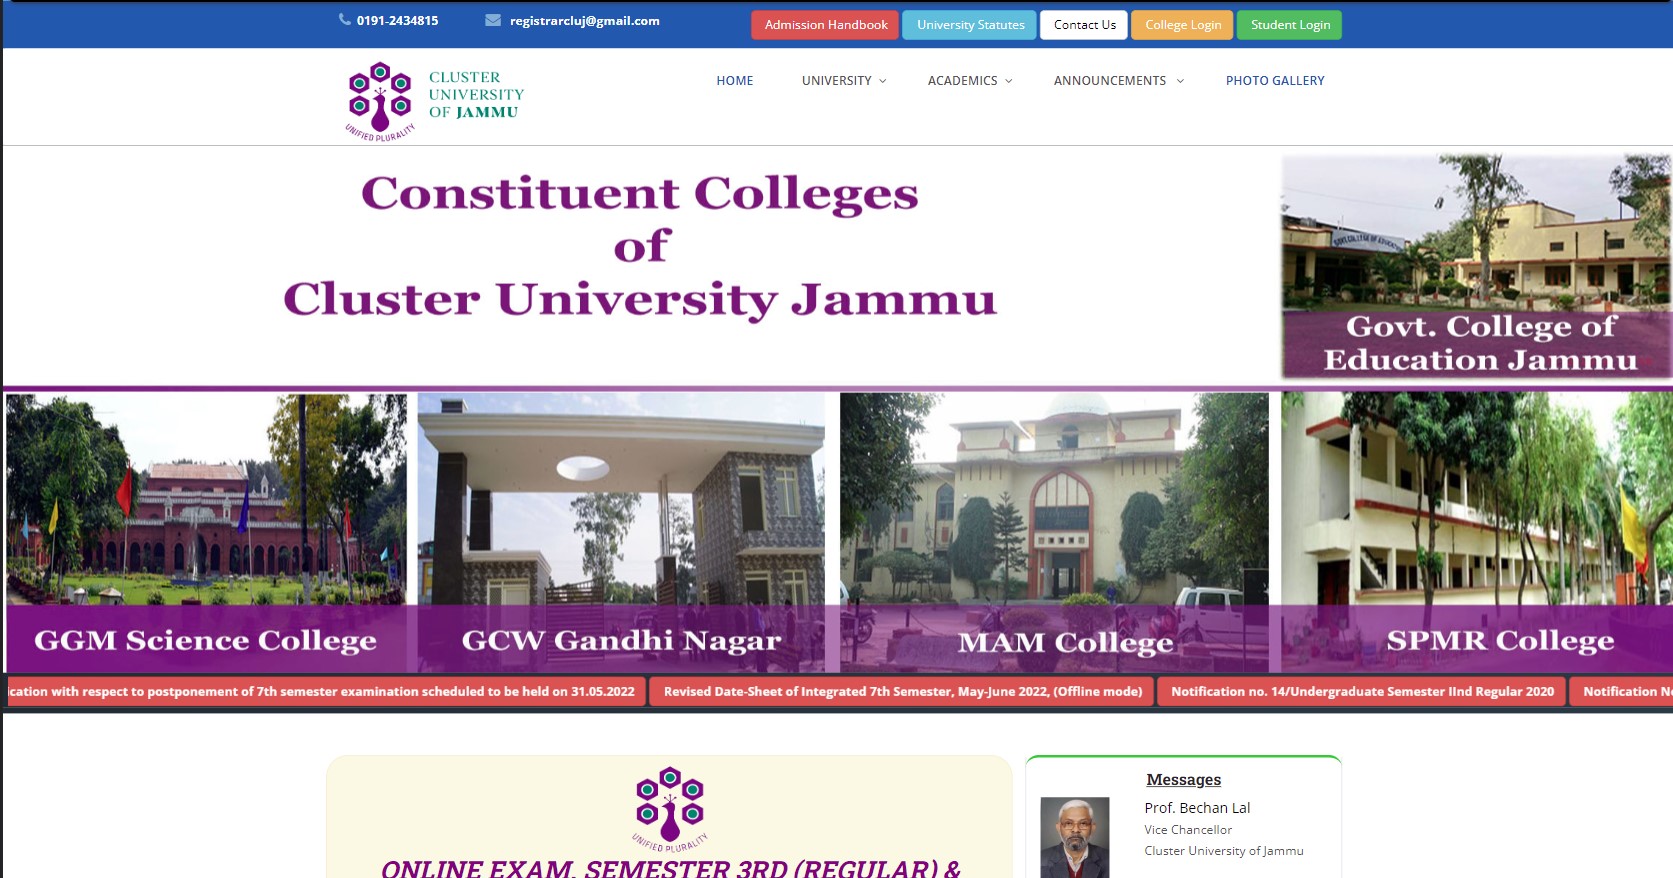 0191-2434815
registrarcluj@gmail.com
Admission Handbook
University Statutes
Contact Us
College Login
Student Login
CLUSTER
UNIVERSITY
OF JAMMU
UNIFIED PLURALITY
HOME
UNIVERSITY
ACADEMICS
ANNOUNCEMENTS
PHOTO GALLERY
Constituent Colleges
of
Cluster University Jammu
Govt. College of
Education Jammu
GGM Science College
GCW Gandhi Nagar
MAM College
SPMR College
cation with respect to postponement of 7th semester examination scheduled to be held on 31.05.2022
Revised Date-Sheet of Integrated 7th Semester, May-June 2022, (Offline mode)
Notification no. 14/Undergraduate Semester IInd Regular 2020
Notification
UNIFIED PLURALITY
ONLINE EXAM, SEMESTER 3RD (REGULAR) &
Messages
Prof. Bechan Lal
Vice Chancellor
Cluster University of Jammu